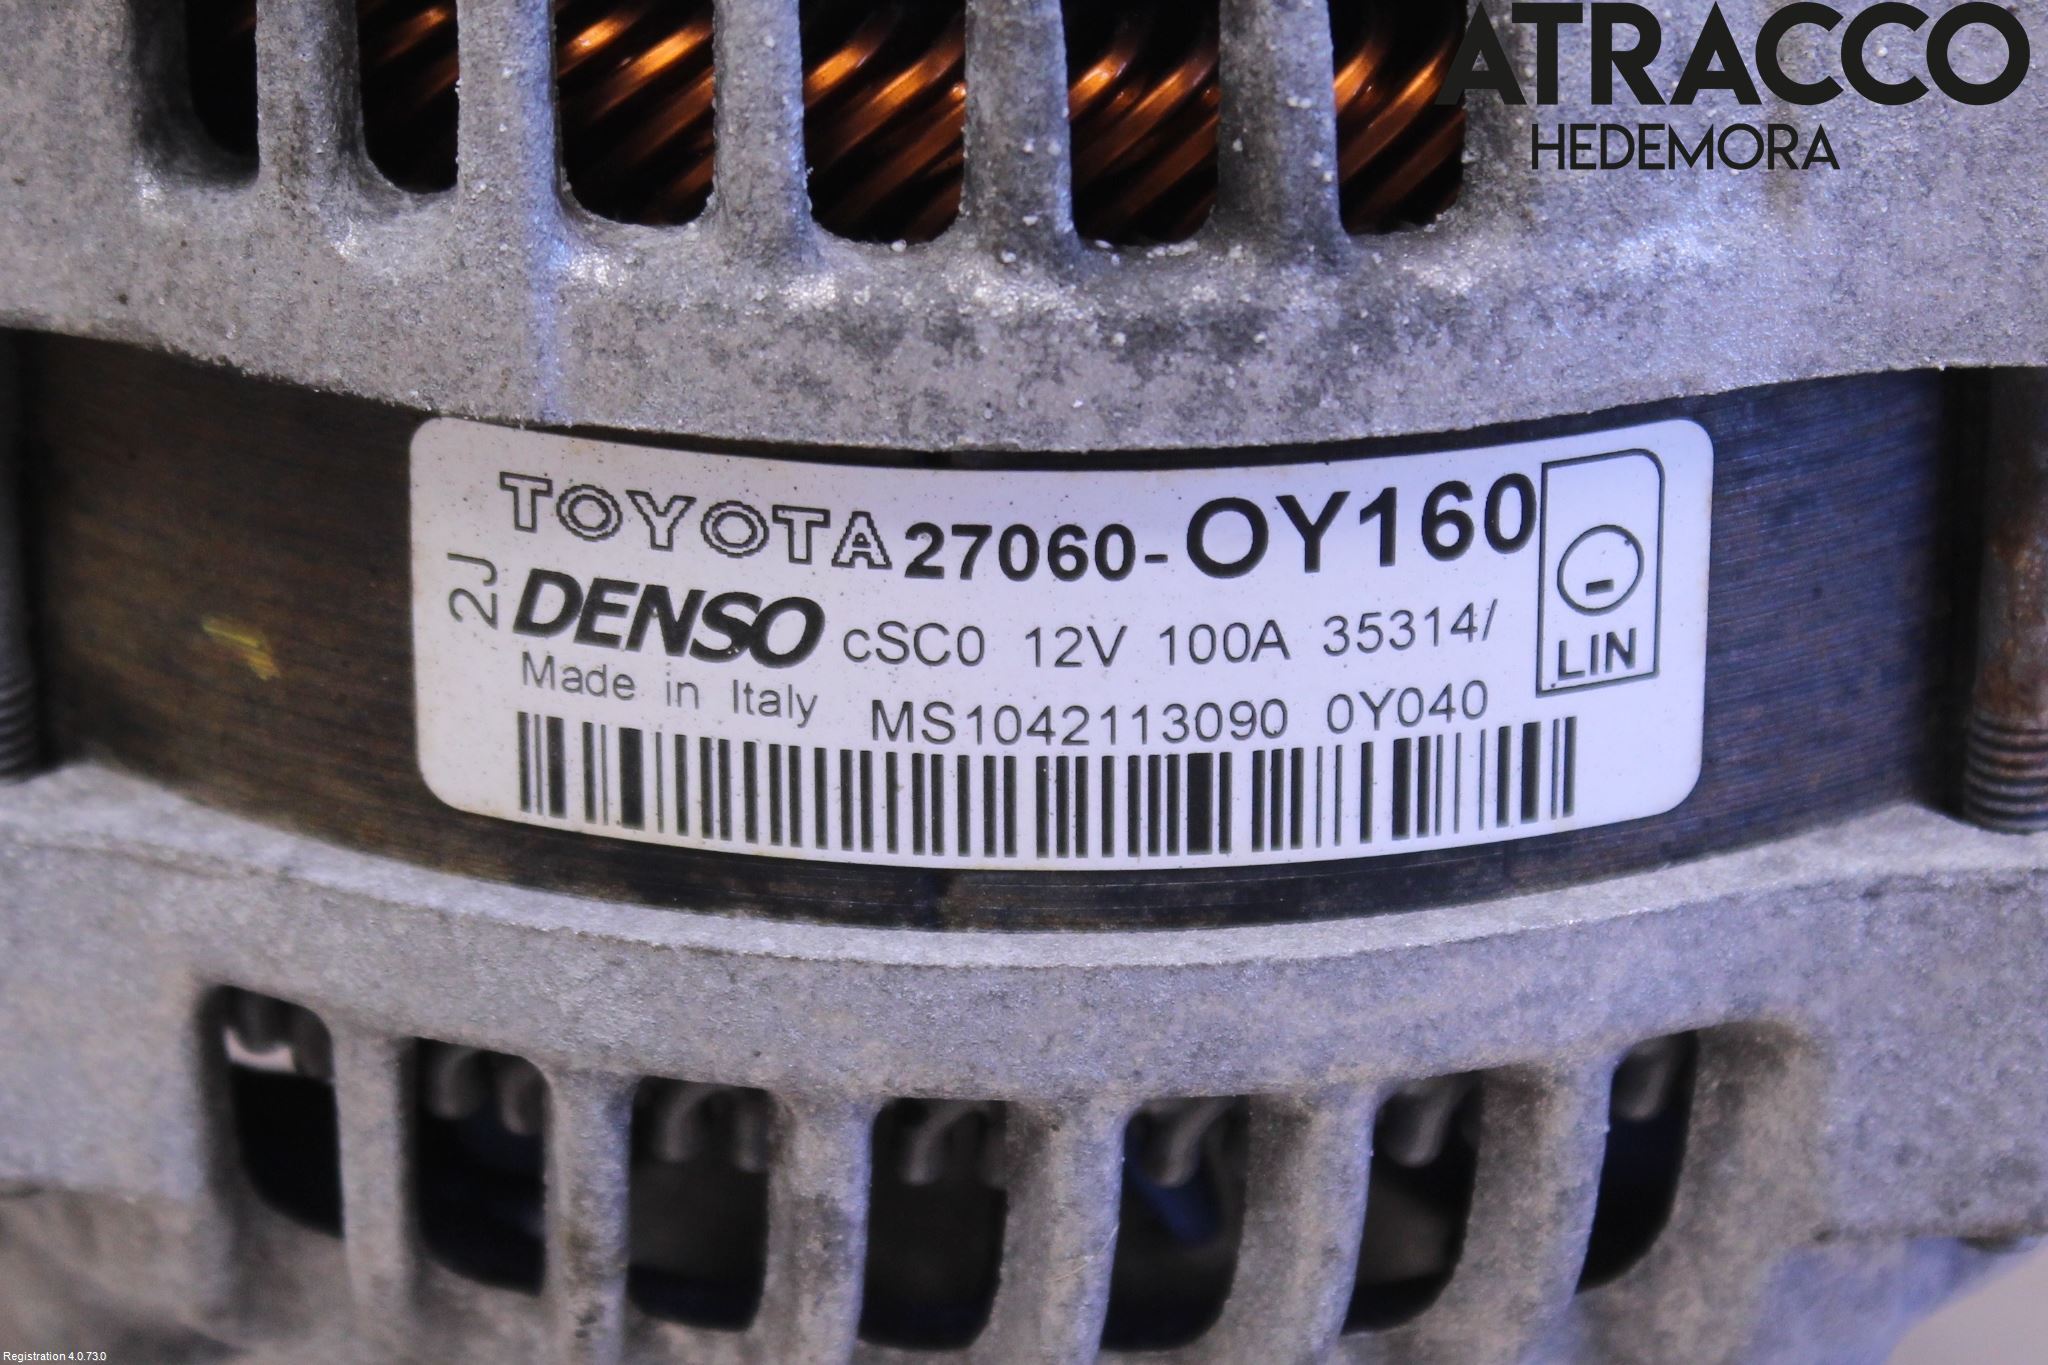 ATRACCO
HEDEMORA
TOYOTA 27060-0Y160
2J
DENSO cSC0 12V 100A 35314/
LIN
Made in Italy MS1042113090 0Y040
Registration 4.0.73.0